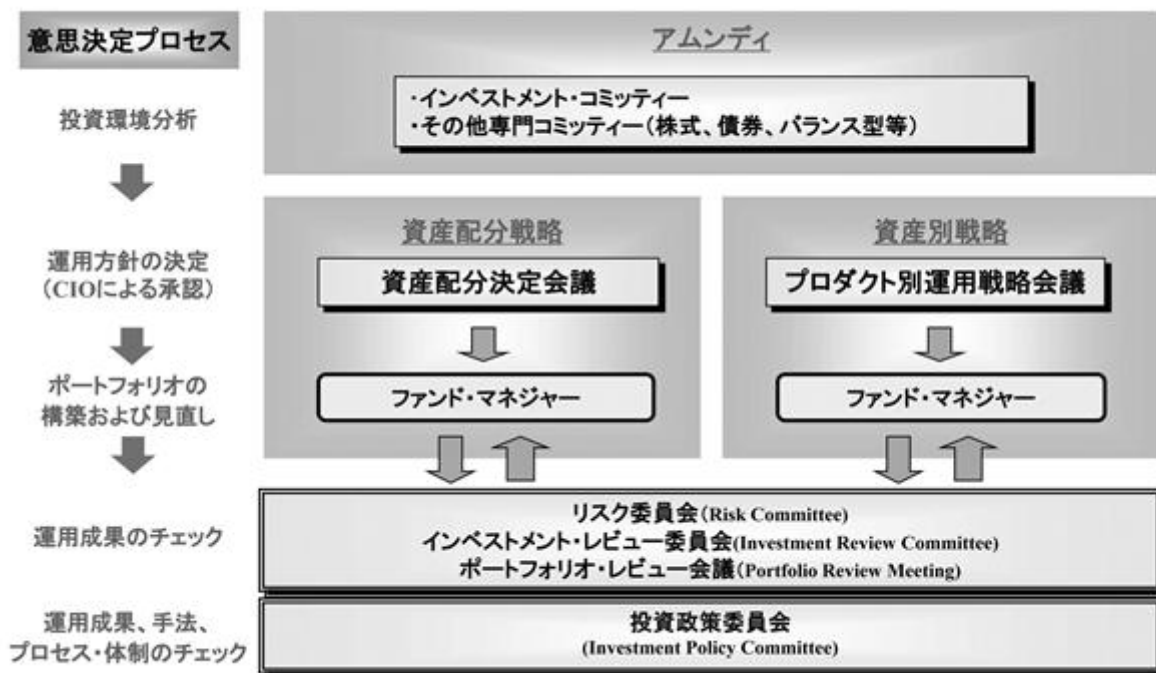 意思決定プロセス
アムンディ
投資環境分析
・インベストメント・コミッティー
・その他専門コミッティー(株式、債券、バランス型等)
運用方針の決定
(CIOによる承認)
資産配分戦略
資産配分決定会議
資産別戦略
プロダクト別運用戦略会議
ポートフォリオの
構築および見直し
ファンド・マネジャー
ファンド・マネジャー
運用成果のチェック
リスク委員会(Risk Committee)
インベストメント・レビュー委員会(Investment Review Committee)
ポートフォリオ・レビュー会議(Portfolio Review Meeting)
運用成果、手法、
プロセス・体制のチェック
投資政策委員会
(Investment Policy Committee)